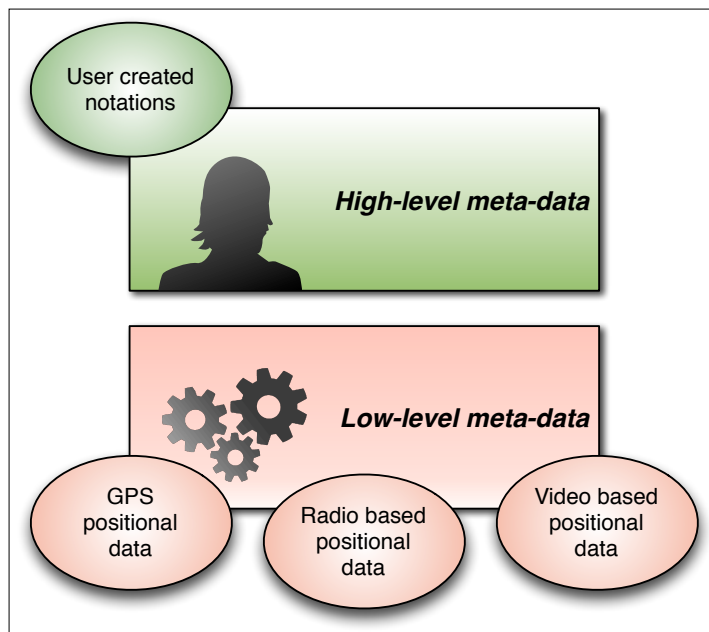 User created
notations
High-level meta-data
Low-level meta-data
GPS
positional
data
Radio based
positional
data
Video based
positional
data